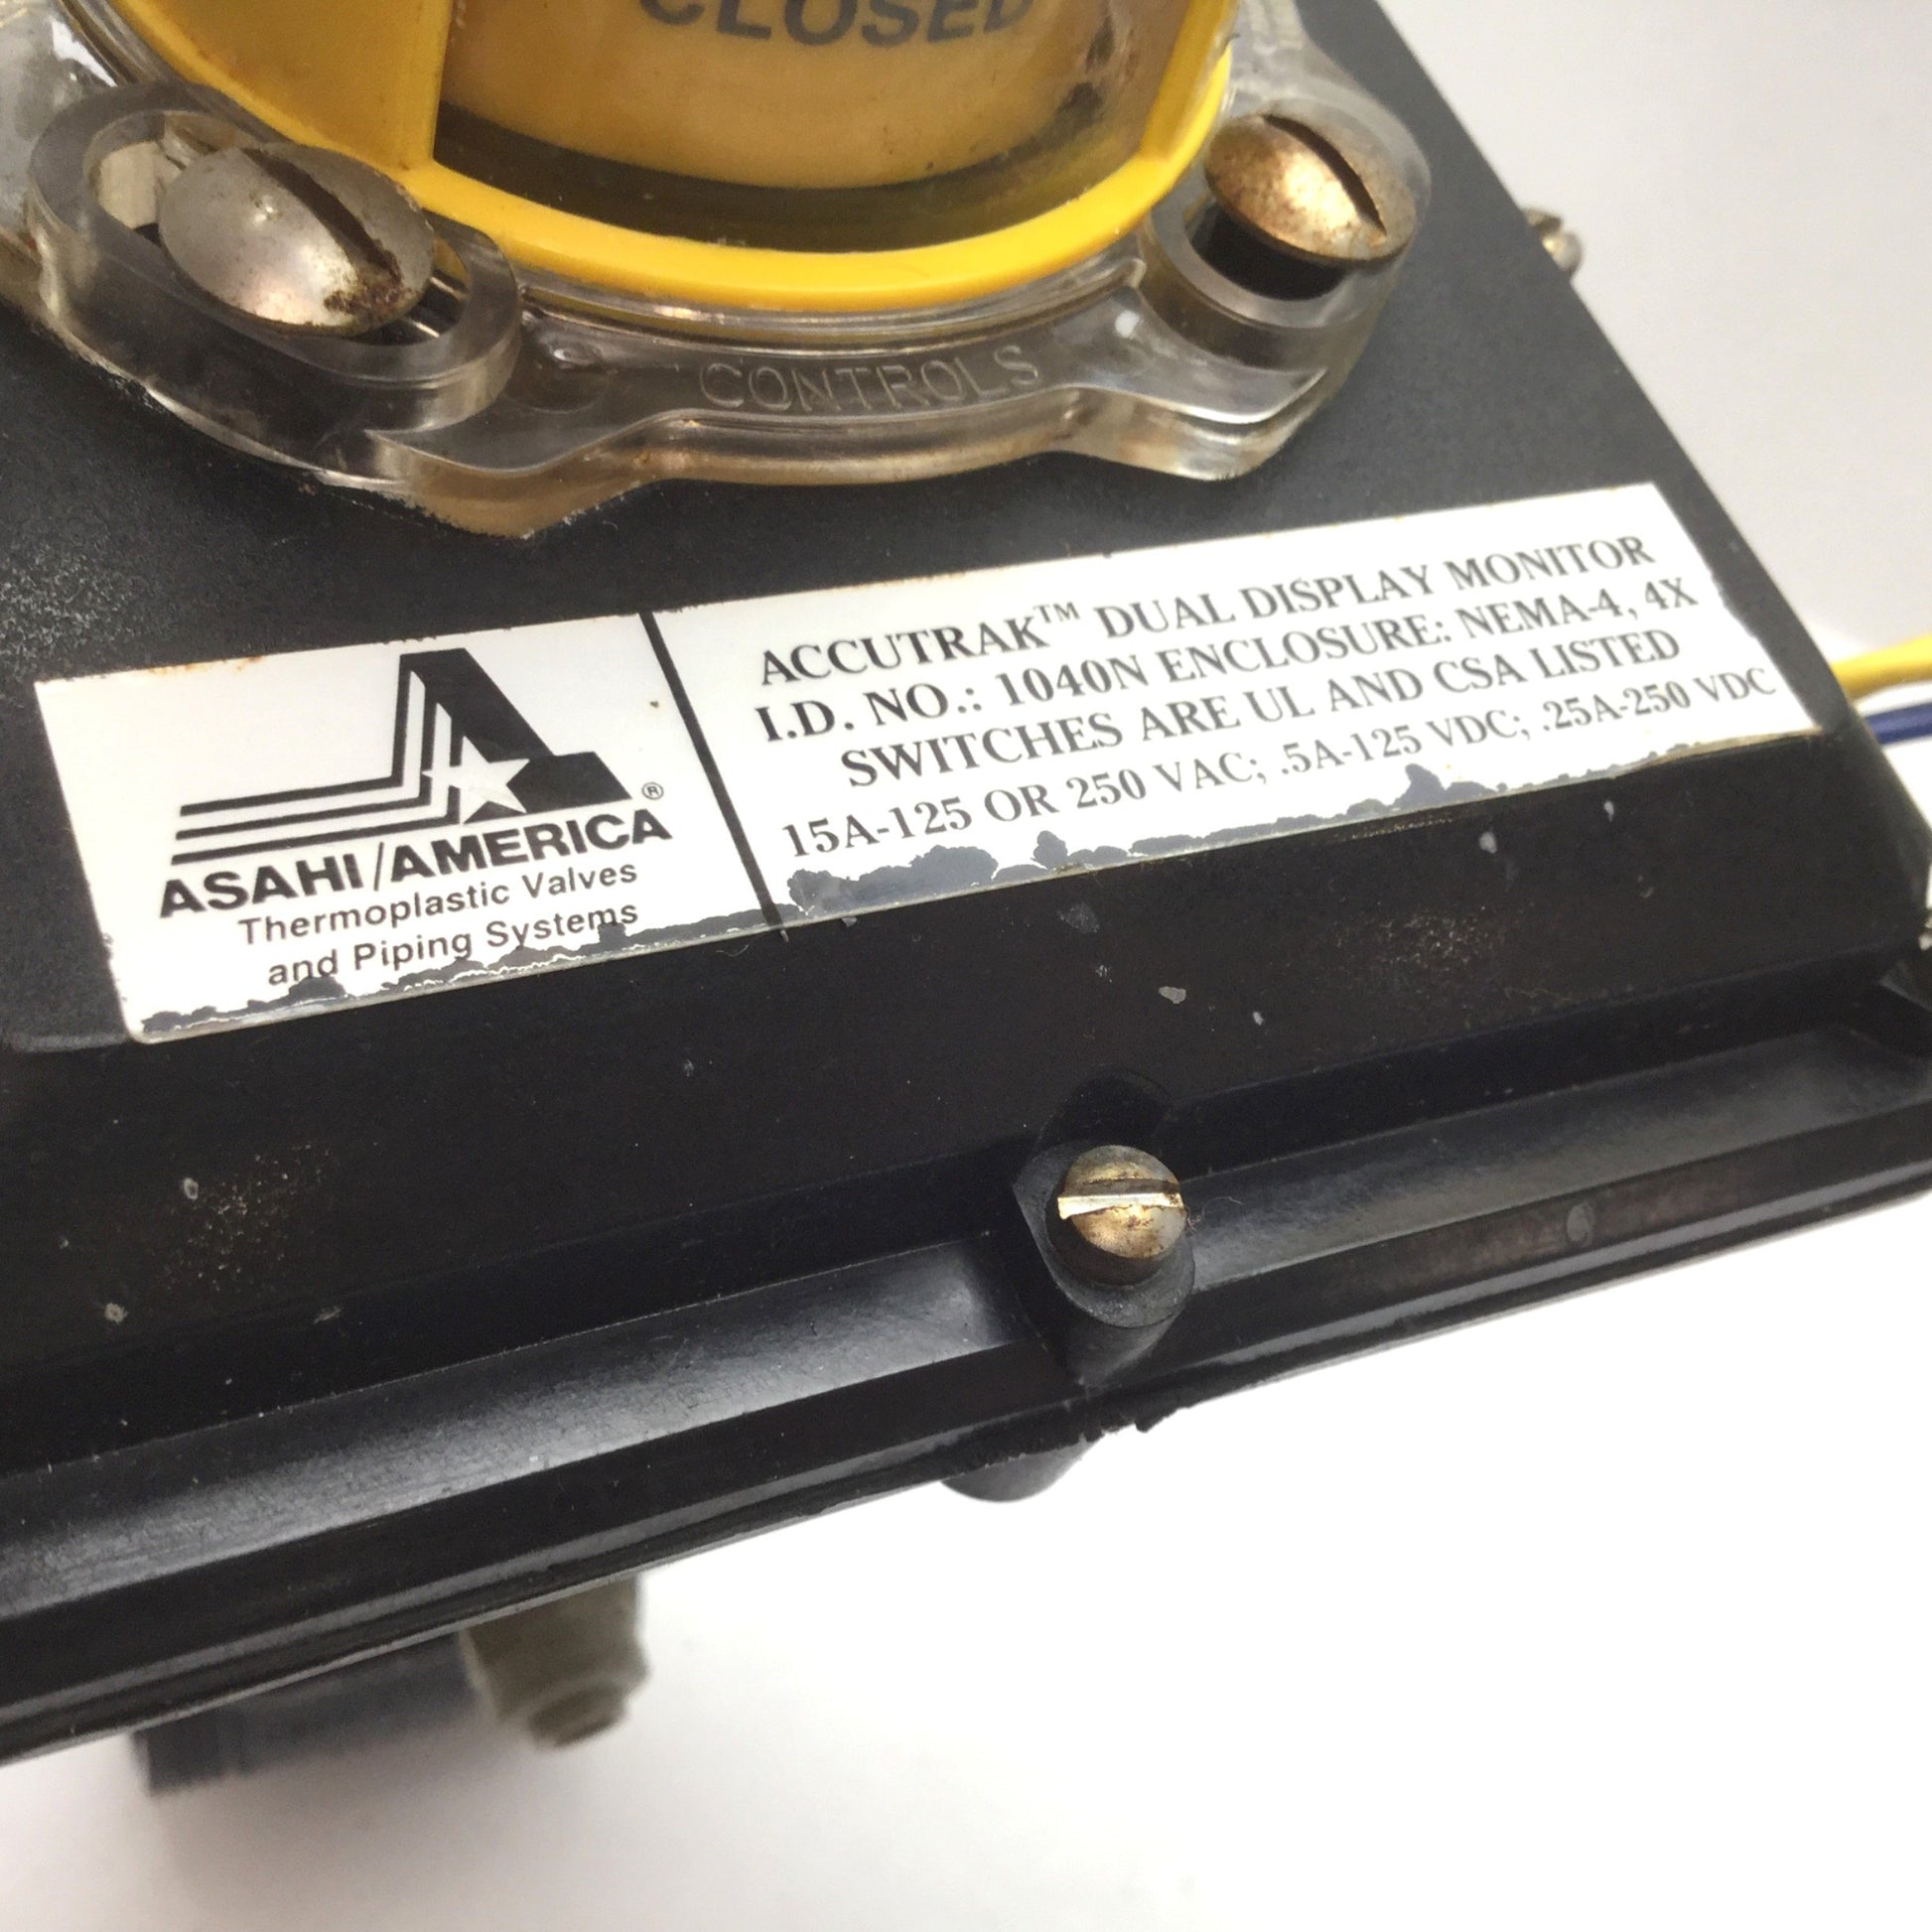 CLOSED
CONTROLS
ASAHI/AMERICA®
Thermoplastic Valves
and Piping Systems
ACCUTRAK™ DUAL DISPLAY MONITOR
I.D. NO.: 1040N ENCLOSURE: NEMA-4, 4X
SWITCHES ARE UL AND CSA LISTED
15A-125 OR 250 VAC; .5A-125 VDC; .25A-250 VDC